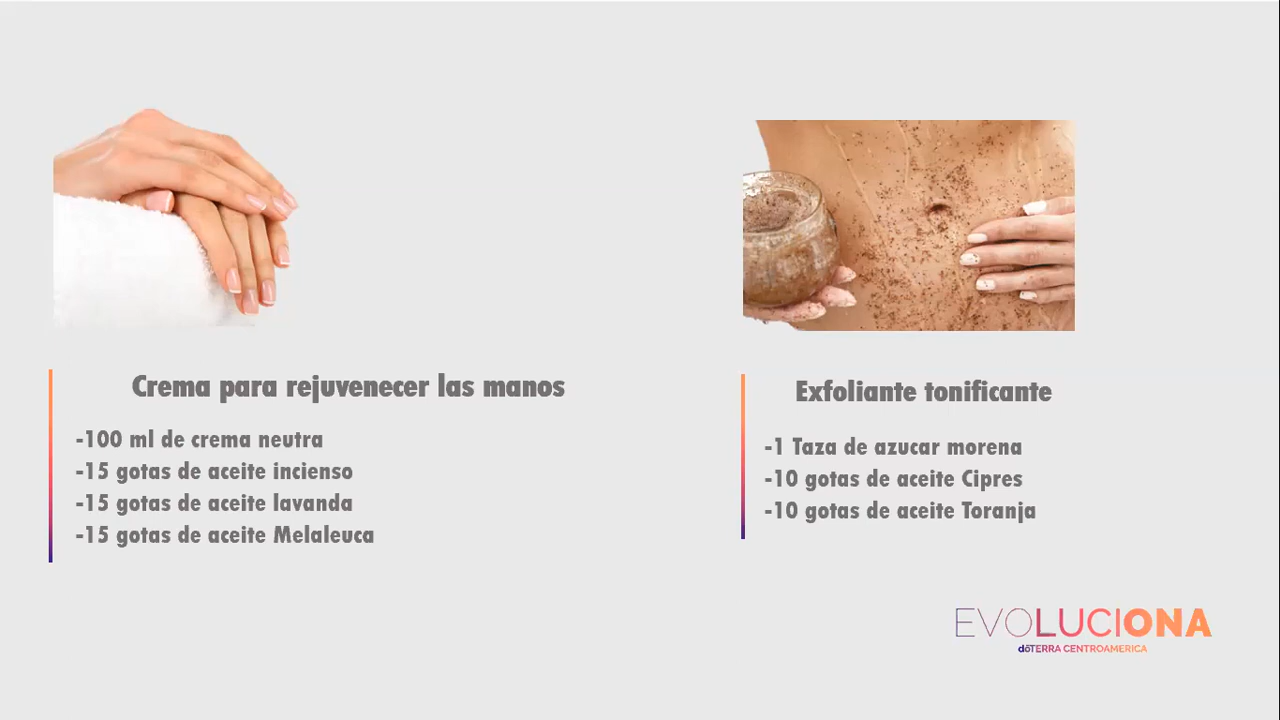 Crema para rejuvenecer las manos
-100 ml de crema neutra
-15 gotas de aceite incienso
-15 gotas de aceite lavanda
-15 gotas de aceite Melaleuca
Exfoliante tonificante
-1 Taza de azucar morena
-10 gotas de aceite Cipres
-10 gotas de aceite Toranja
EVOLUCIONA
dōTERRA CENTROAMERICA